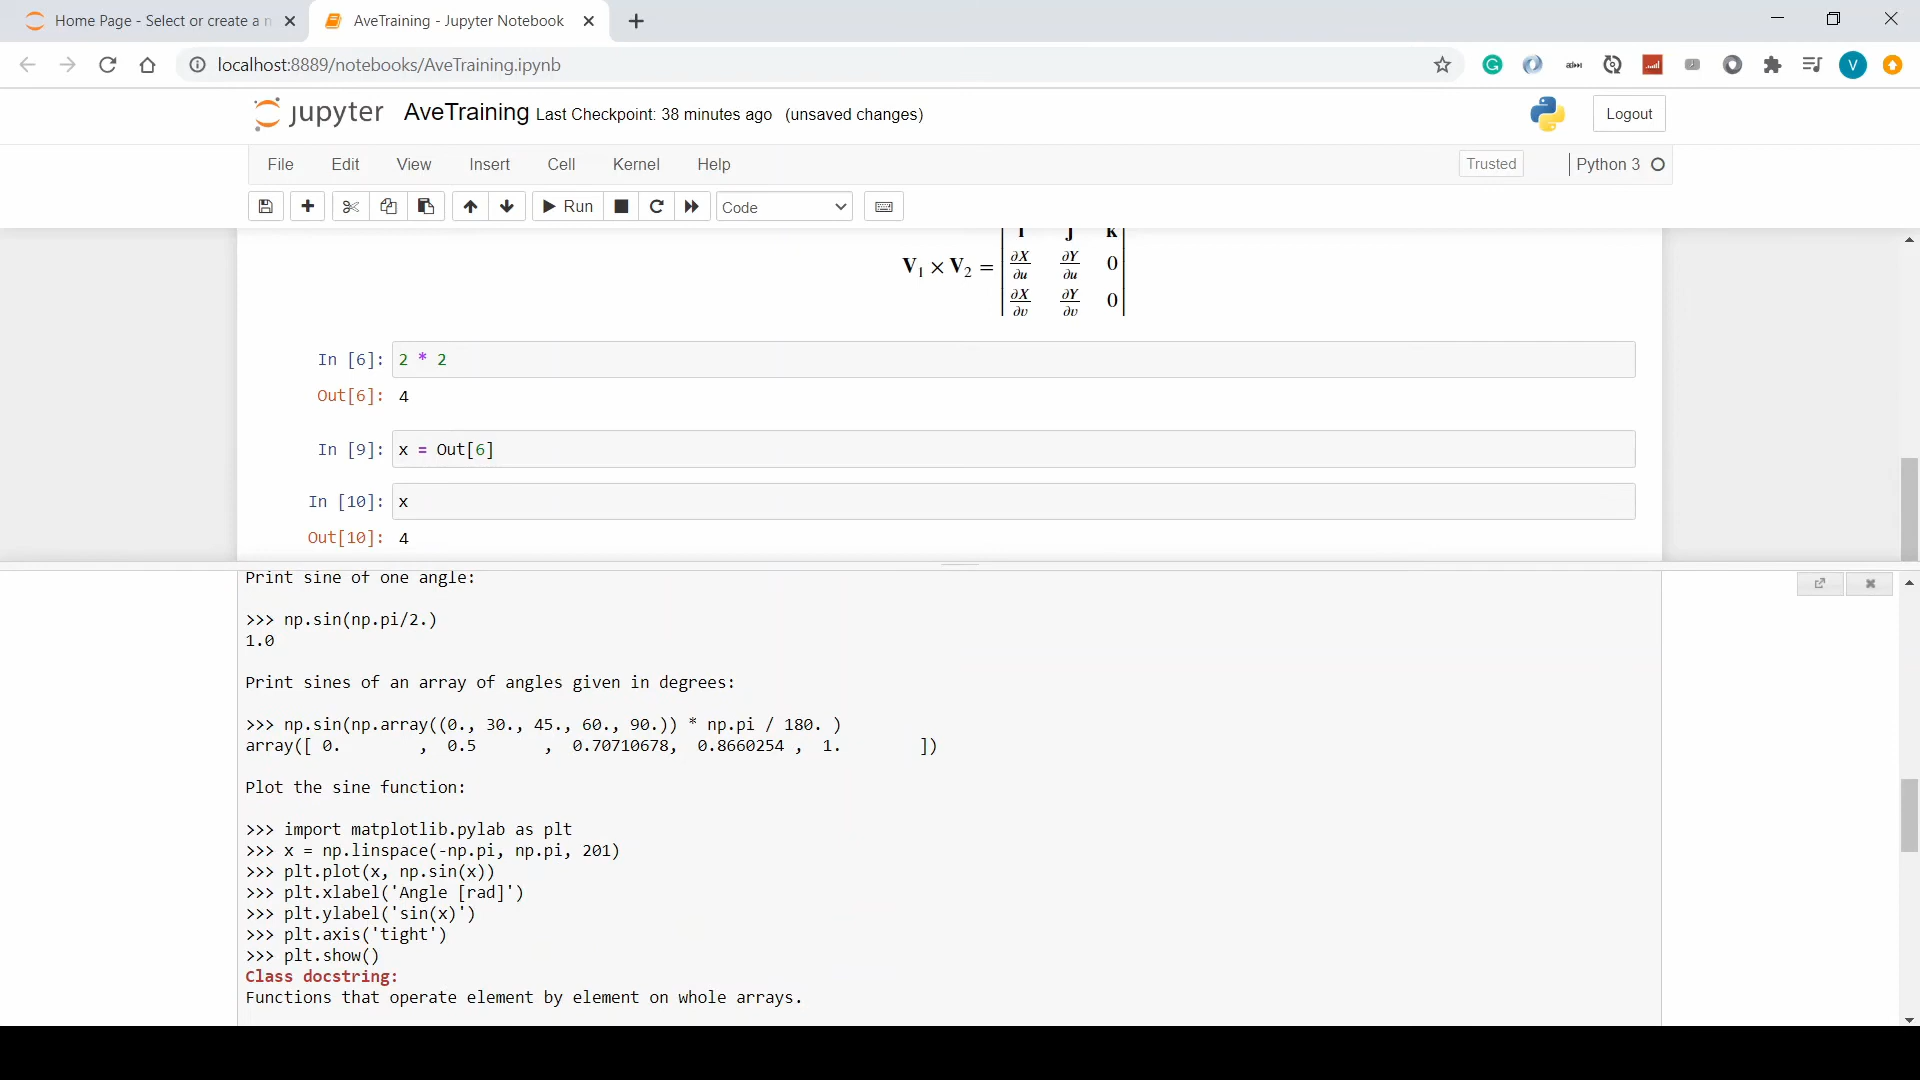 Home Page - Select or create a n
AveTraining - Jupyter Notebook
localhost:8889/notebooks/AveTraining.ipynb
V
jupyter AveTraining Last Checkpoint: 38 minutes ago (unsaved changes)
Logout
File Edit View Insert Cell Kernel Help
Trusted
Python 3
Run
Code
i j k
V₁ × V₂ = ∂X/∂u ∂Y/∂u 0
∂X/∂v ∂Y/∂v 0
In [6]: 2 * 2
Out[6]: 4
In [9]: x = Out[6]
In [10]: x
Out[10]: 4
Print sine of one angle:
>>> np.sin(np.pi/2.)
1.0
Print sines of an array of angles given in degrees:
>>> np.sin(np.array((0., 30., 45., 60., 90.)) * np.pi / 180. )
array([ 0.        ,  0.5       ,  0.70710678,  0.8660254 ,  1.        ])
Plot the sine function:
>>> import matplotlib.pylab as plt
>>> x = np.linspace(-np.pi, np.pi, 201)
>>> plt.plot(x, np.sin(x))
>>> plt.xlabel('Angle [rad]')
>>> plt.ylabel('sin(x)')
>>> plt.axis('tight')
>>> plt.show()
Class docstring:
Functions that operate element by element on whole arrays.